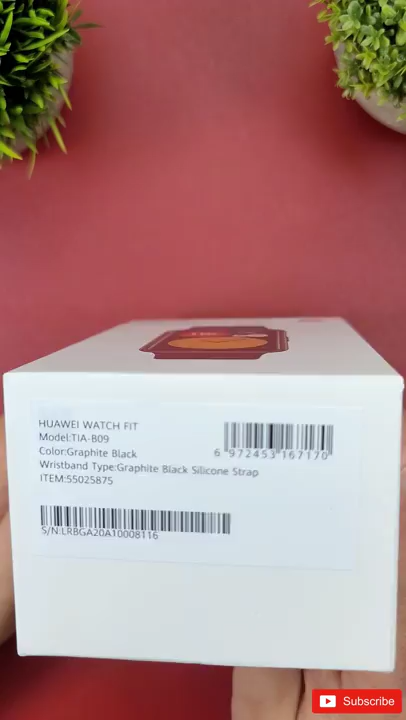 HUAWEI WATCH FIT
Model:TIA-B09
Color:Graphite Black
Wristband Type:Graphite Black Silicone Strap
ITEM:55025875
6 972453 167170
S/N:LRBGA20A10008116
Subscribe